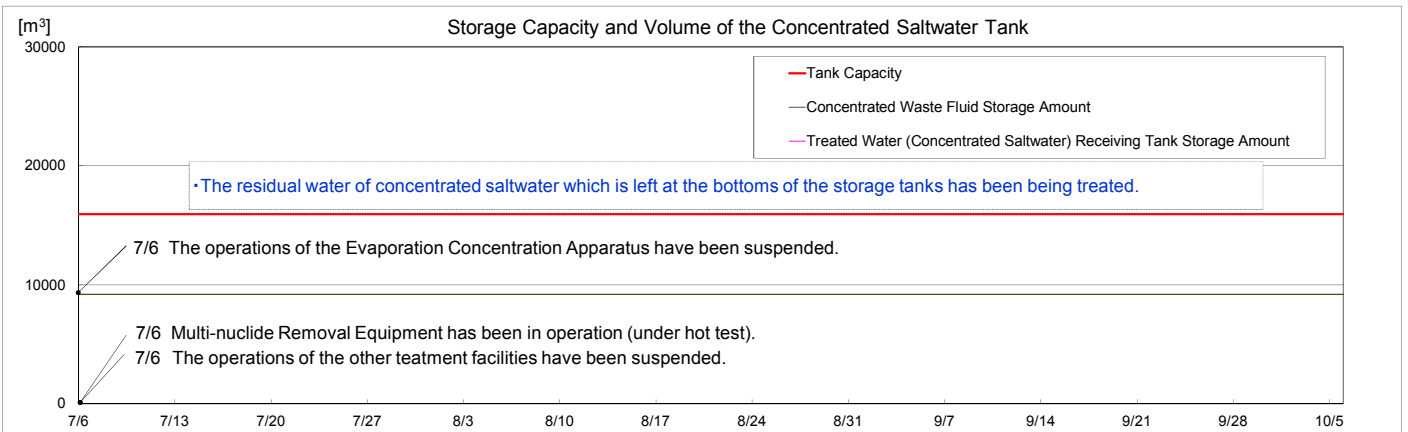 [m³]
Storage Capacity and Volume of the Concentrated Saltwater Tank
30000
Tank Capacity
Concentrated Waste Fluid Storage Amount
Treated Water (Concentrated Saltwater) Receiving Tank Storage Amount
20000
・The residual water of concentrated saltwater which is left at the bottoms of the storage tanks has been being treated.
7/6 The operations of the Evaporation Concentration Apparatus have been suspended.
10000
7/6 Multi-nuclide Removal Equipment has been in operation (under hot test).
7/6 The operations of the other teatment facilities have been suspended.
0
7/6 7/13 7/20 7/27 8/3 8/10 8/17 8/24 8/31 9/7 9/14 9/21 9/28 10/5